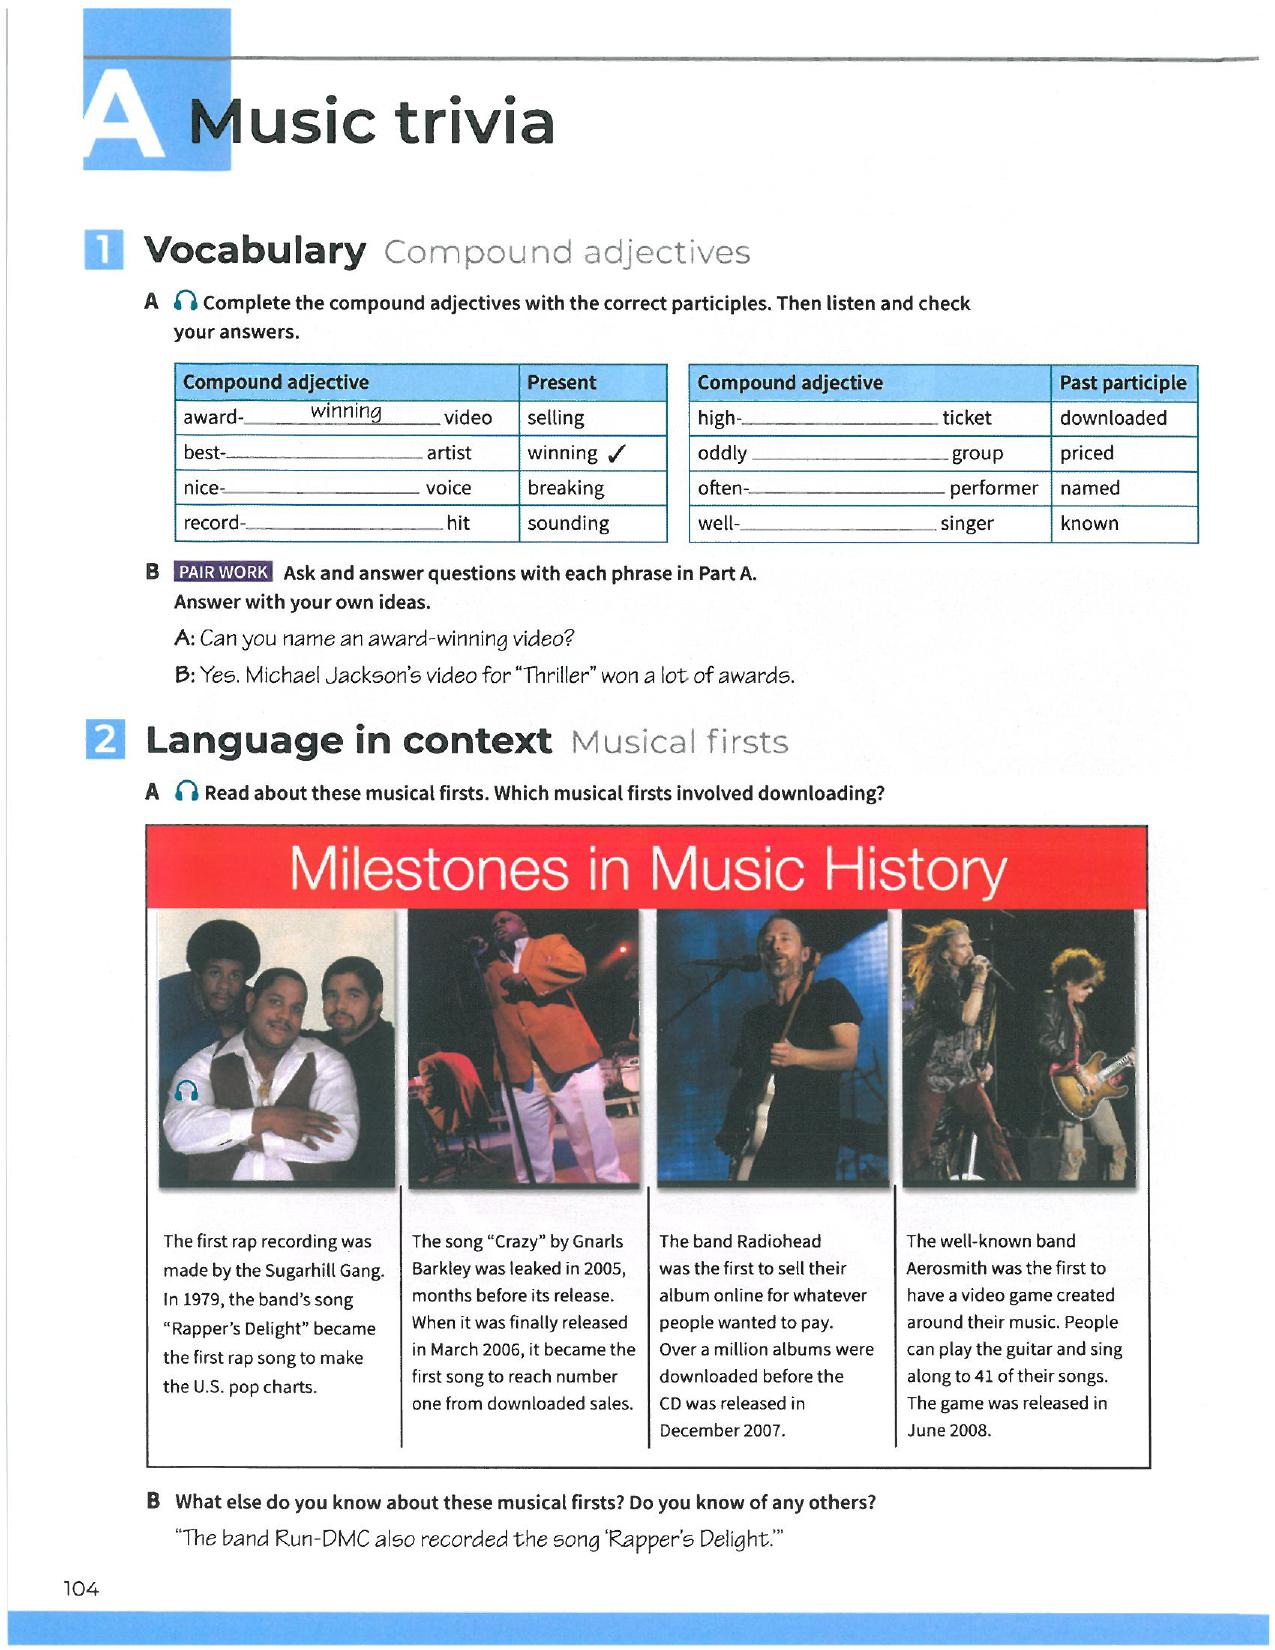 A Music trivia
1 Vocabulary Compound adjectives
A Complete the compound adjectives with the correct participles. Then listen and check
your answers.
Compound adjective Present
award-____winning____ video selling
best-____________ artist winning ✓
nice-____________ voice breaking
record-____________ hit sounding
Compound adjective Past participle
high-____________ ticket downloaded
oddly ____________ group priced
often-____________ performer named
well-____________ singer known
B PAIR WORK Ask and answer questions with each phrase in Part A.
Answer with your own ideas.
A: Can you name an award-winning video?
B: Yes. Michael Jackson's video for "Thriller" won a lot of awards.
2 Language in context Musical firsts
A Read about these musical firsts. Which musical firsts involved downloading?
Milestones in Music History
The first rap recording was
made by the Sugarhill Gang.
In 1979, the band's song
"Rapper's Delight" became
the first rap song to make
the U.S. pop charts.
The song "Crazy" by Gnarls
Barkley was leaked in 2005,
months before its release.
When it was finally released
in March 2006, it became the
first song to reach number
one from downloaded sales.
The band Radiohead
was the first to sell their
album online for whatever
people wanted to pay.
Over a million albums were
downloaded before the
CD was released in
December 2007.
The well-known band
Aerosmith was the first to
have a video game created
around their music. People
can play the guitar and sing
along to 41 of their songs.
The game was released in
June 2008.
B What else do you know about these musical firsts? Do you know of any others?
"The band Run-DMC also recorded the song 'Rapper's Delight.'"
104